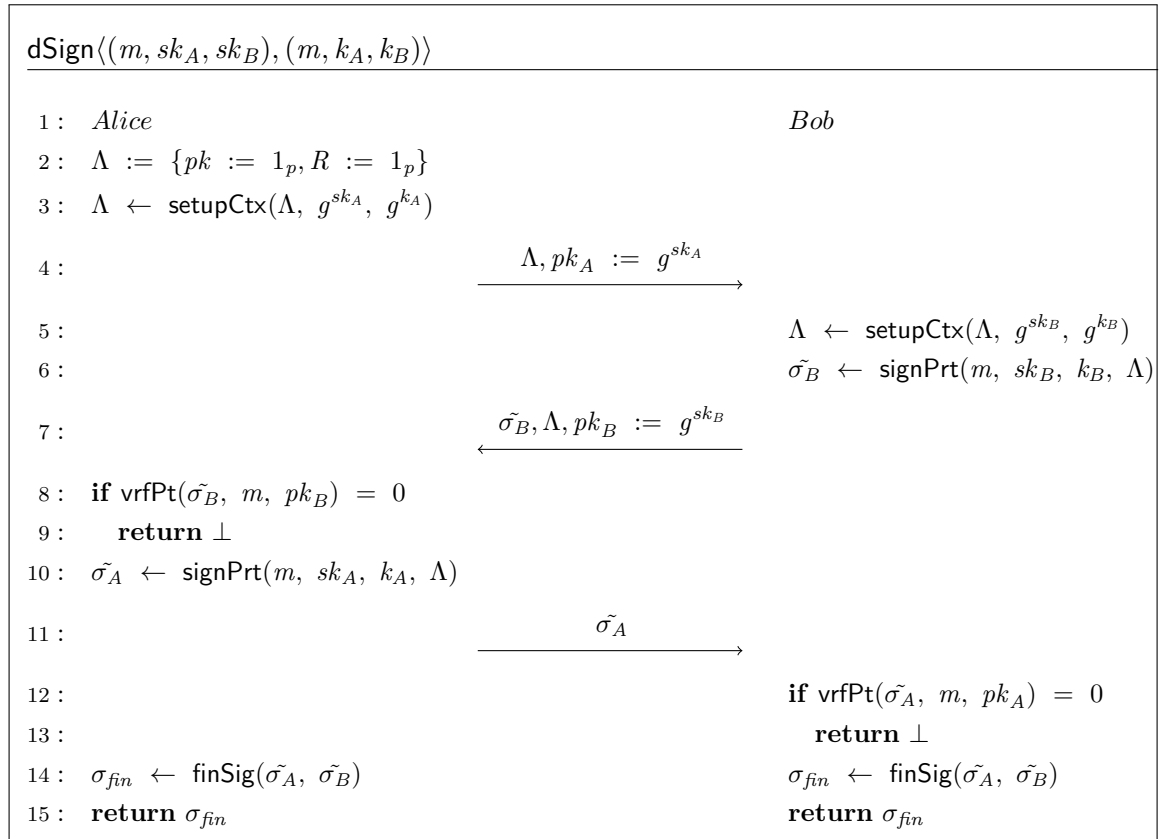 dSign⟨(m, sk_A, sk_B), (m, k_A, k_B)⟩
1 : Alice Bob
2 : Λ := {pk := 1_p, R := 1_p}
3 : Λ ← setupCtx(Λ, g^{sk_A}, g^{k_A})
4 : Λ, pk_A := g^{sk_A}
5 : Λ ← setupCtx(Λ, g^{sk_B}, g^{k_B})
6 : σ̃_B ← signPrt(m, sk_B, k_B, Λ)
7 : σ̃_B, Λ, pk_B := g^{sk_B}
8 : if vrfPt(σ̃_B, m, pk_B) = 0
9 : return ⊥
10 : σ̃_A ← signPrt(m, sk_A, k_A, Λ)
11 : σ̃_A
12 : if vrfPt(σ̃_A, m, pk_A) = 0
13 : return ⊥
14 : σ_fin ← finSig(σ̃_A, σ̃_B) σ_fin ← finSig(σ̃_A, σ̃_B)
15 : return σ_fin return σ_fin